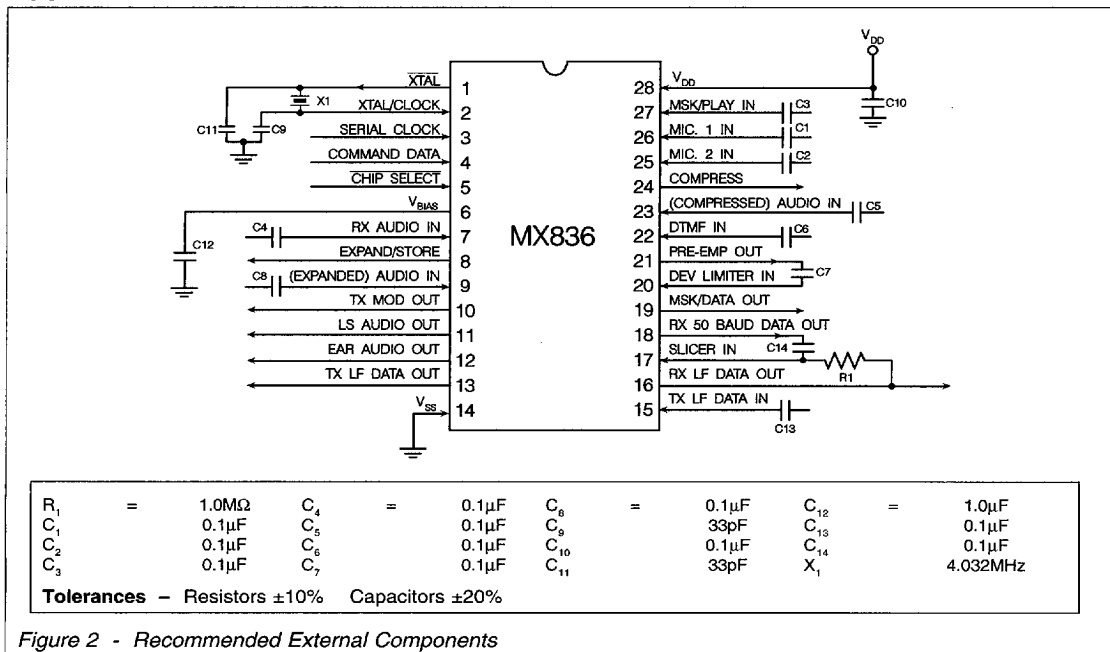 V_DD
XTAL 1 28 V_DD
X1 XTAL/CLOCK 2 27 MSK/PLAY IN C3 C10
C11 C9 SERIAL CLOCK 3 26 MIC. 1 IN C1
COMMAND DATA 4 25 MIC. 2 IN C2
CHIP SELECT 5 24 COMPRESS
V_BIAS 6 23 (COMPRESSED) AUDIO IN C5
C12 C4 RX AUDIO IN 7 MX836 22 DTMF IN C6
EXPAND/STORE 8 21 PRE-EMP OUT
C8 (EXPANDED) AUDIO IN 9 20 DEV LIMITER IN C7
TX MOD OUT 10 19 MSK/DATA OUT
LS AUDIO OUT 11 18 RX 50 BAUD DATA OUT
EAR AUDIO OUT 12 17 SLICER IN C14 R1
TX LF DATA OUT 13 16 RX LF DATA OUT
V_SS 14 15 TX LF DATA IN C13
R₁ = 1.0MΩ C₄ = 0.1µF C₈ = 0.1µF C₁₂ = 1.0µF
C₁ 0.1µF C₅ 0.1µF C₉ 33pF C₁₃ 0.1µF
C₂ 0.1µF C₆ 0.1µF C₁₀ 0.1µF C₁₄ 0.1µF
C₃ 0.1µF C₇ 0.1µF C₁₁ 33pF X₁ 4.032MHz
Tolerances – Resistors ±10% Capacitors ±20%
Figure 2 - Recommended External Components